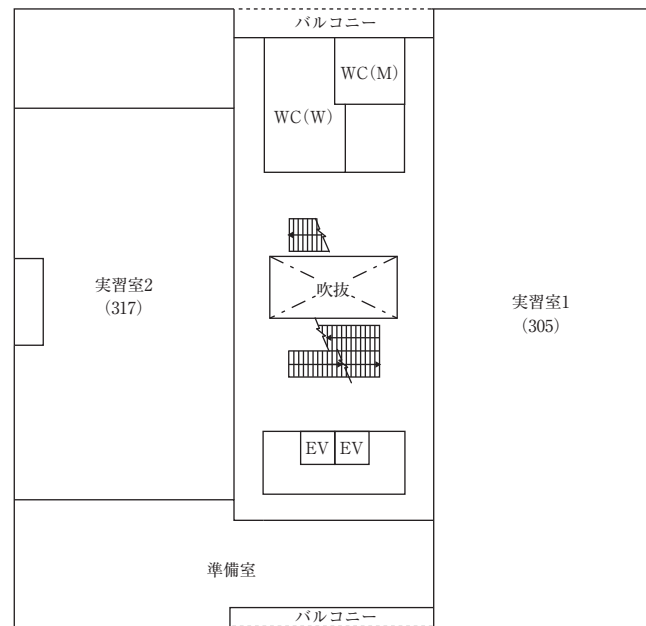 バルコニー
WC(M)
WC(W)
吹抜
実習室2
(317)
実習室1
(305)
EV EV
準備室
バルコニー